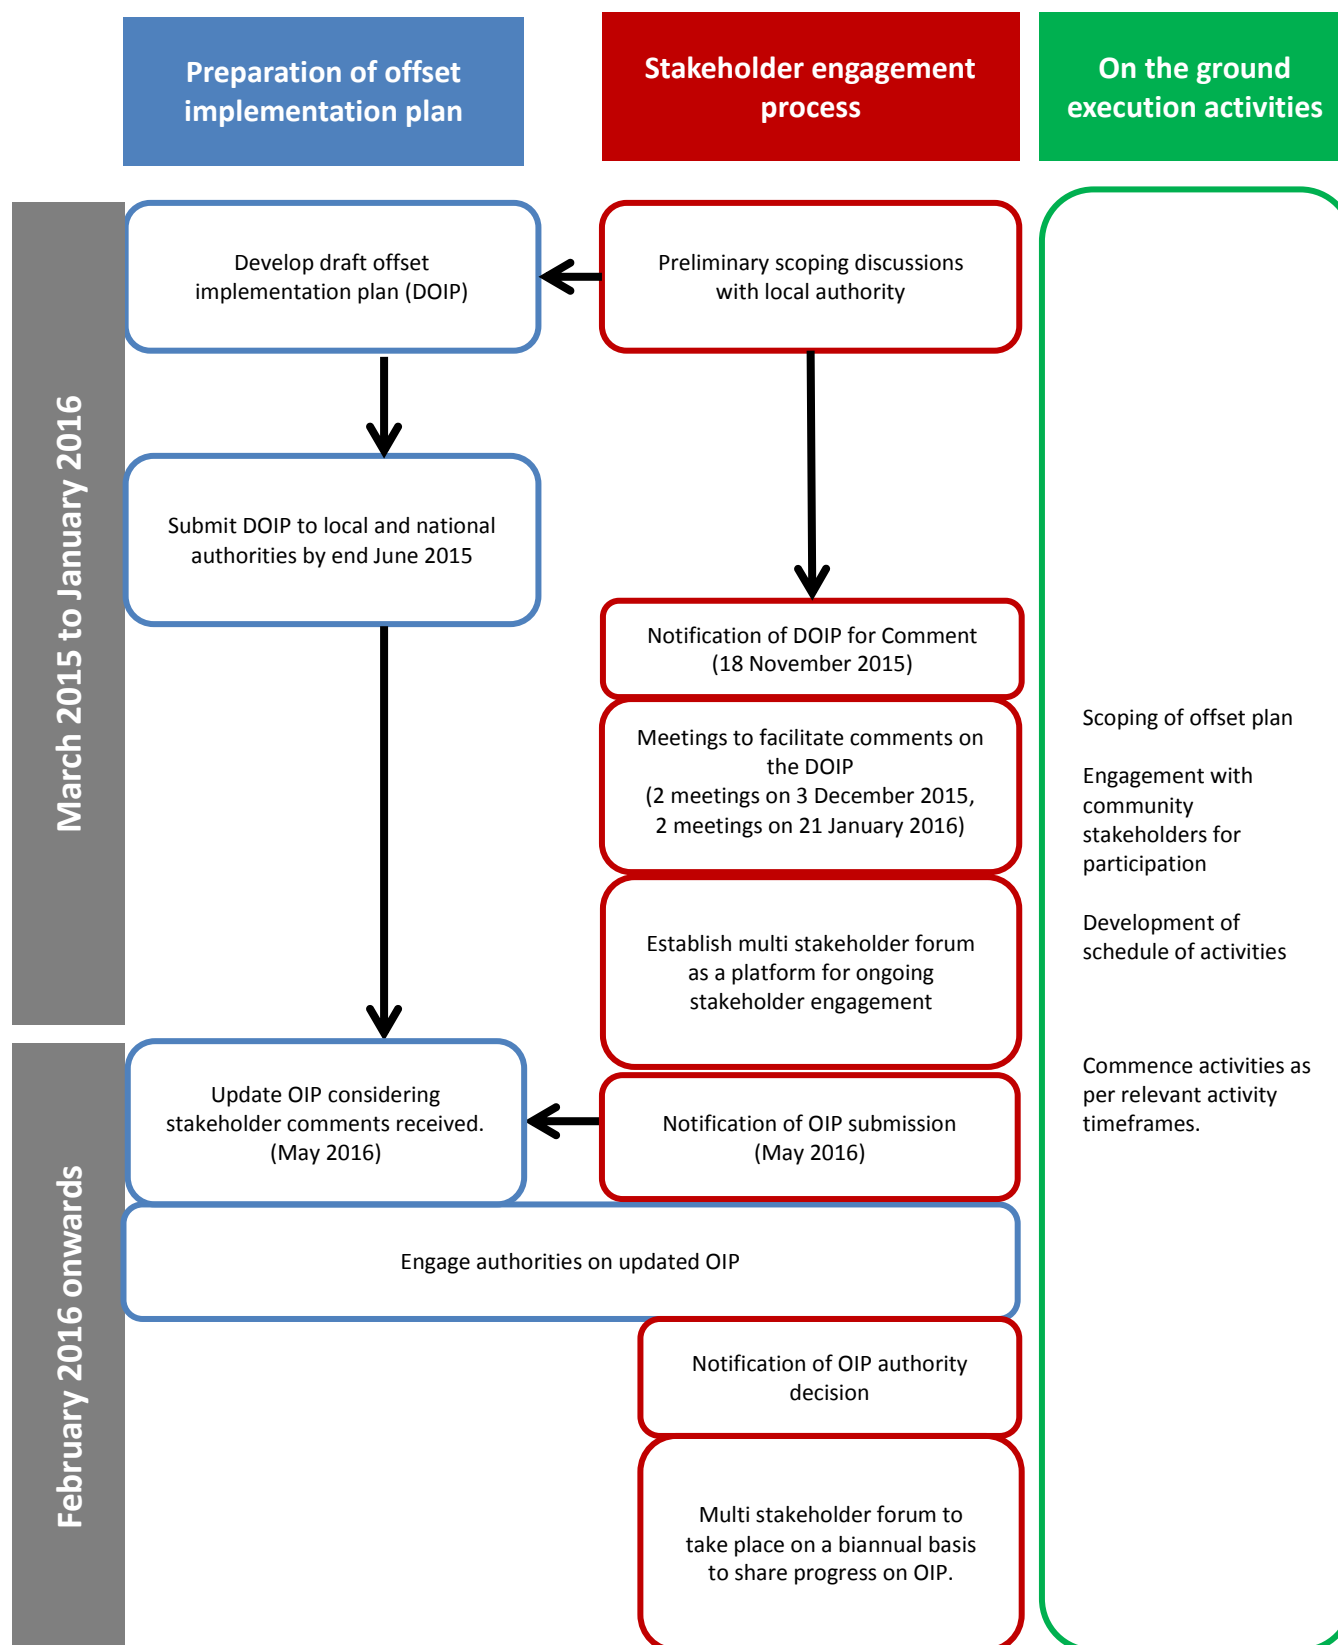 Preparation of offset
implementation plan
Stakeholder engagement
process
On the ground
execution activities
March 2015 to January 2016
Develop draft offset
implementation plan (DOIP)
Preliminary scoping discussions
with local authority
Submit DOIP to local and national
authorities by end June 2015
Notification of DOIP for Comment
(18 November 2015)
Meetings to facilitate comments on
the DOIP
(2 meetings on 3 December 2015,
2 meetings on 21 January 2016)
Establish multi stakeholder forum
as a platform for ongoing
stakeholder engagement
Scoping of offset plan
Engagement with
community
stakeholders for
participation
Development of
schedule of activities
Commence activities as
per relevant activity
timeframes.
February 2016 onwards
Update OIP considering
stakeholder comments received.
(May 2016)
Notification of OIP submission
(May 2016)
Engage authorities on updated OIP
Notification of OIP authority
decision
Multi stakeholder forum to
take place on a biannual basis
to share progress on OIP.